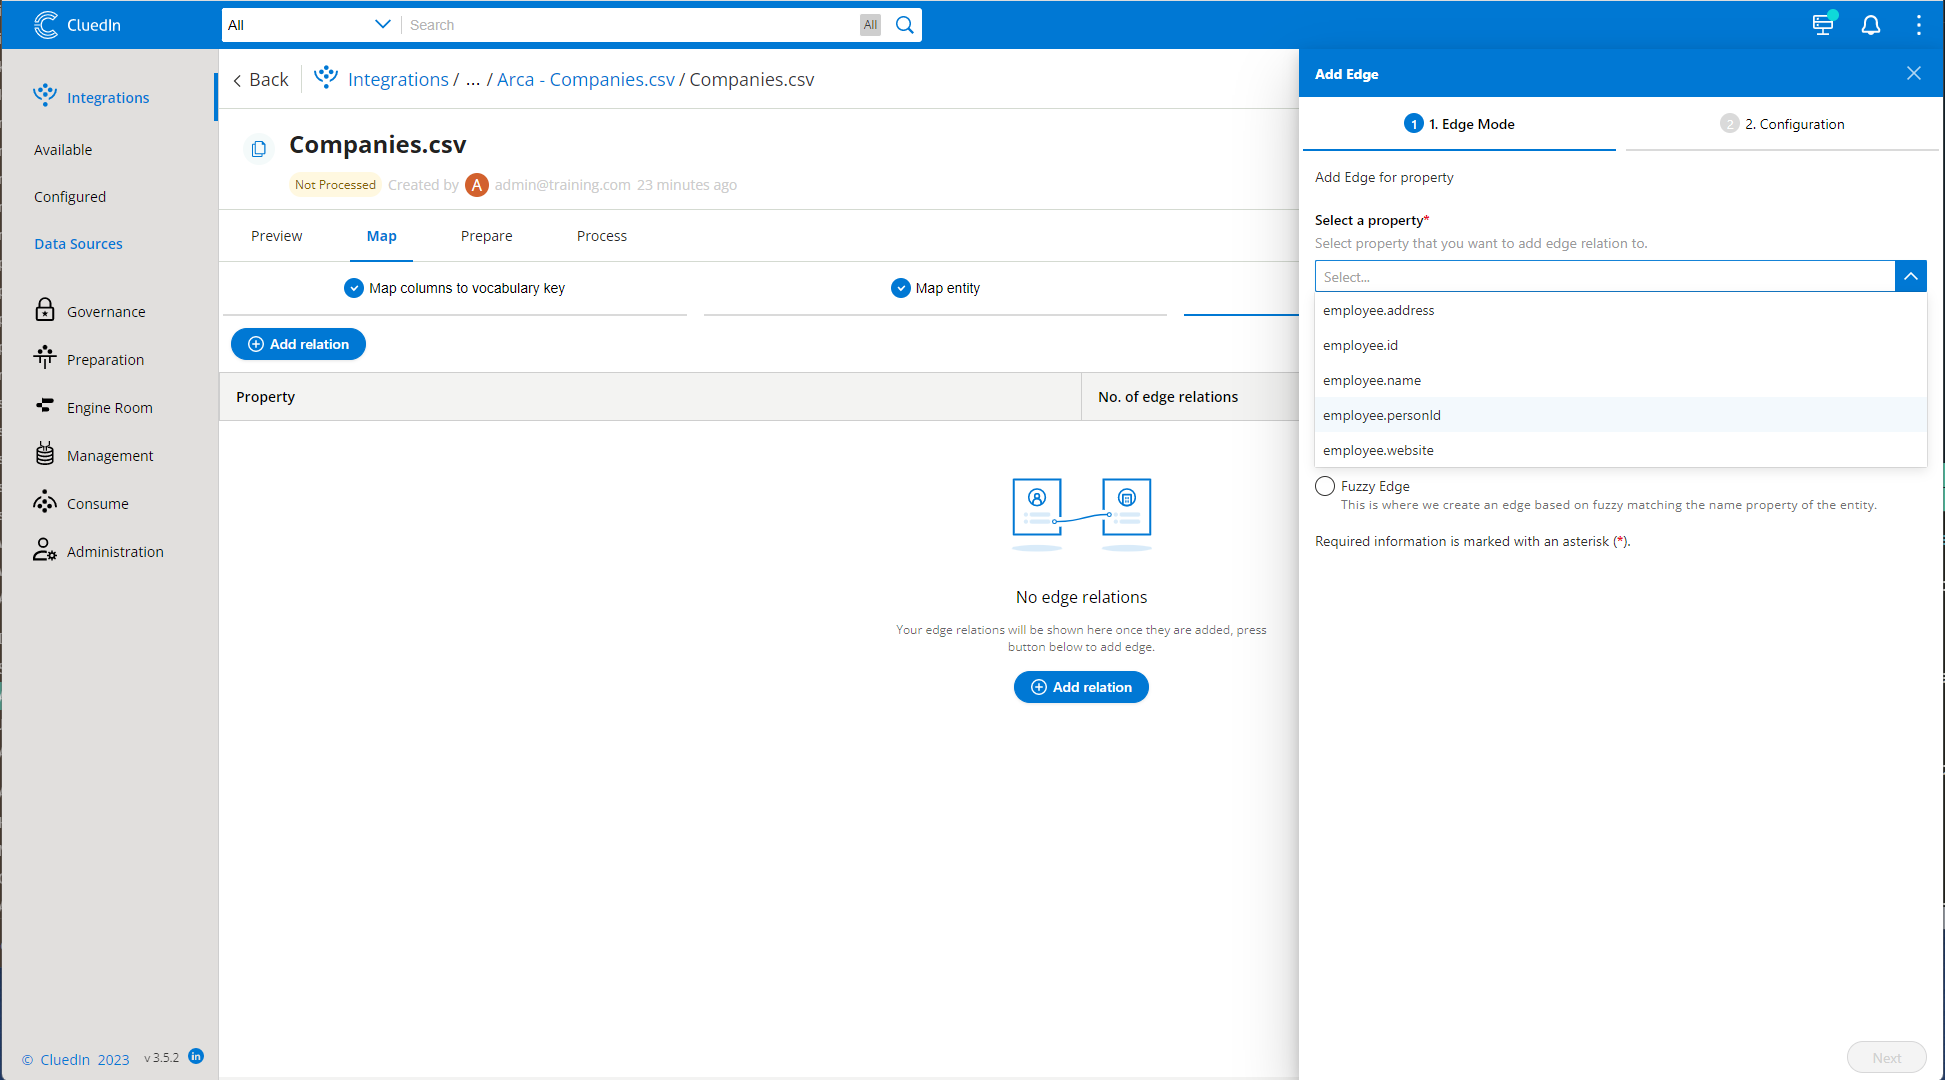 CluedIn
All
Search
All
Integrations
Available
Configured
Data Sources
Governance
Preparation
Engine Room
Management
Consume
Administration
© CluedIn 2023 v 3.5.2 in
Back
Integrations / ... / Arca - Companies.csv / Companies.csv
Companies.csv
Not Processed Created by A admin@training.com 23 minutes ago
Preview Map Prepare Process
Map columns to vocabulary key
Map entity
Add relation
Property
No. of edge relations
No edge relations
Your edge relations will be shown here once they are added, press
button below to add edge.
Add relation
Add Edge
1 1. Edge Mode
2 2. Configuration
Add Edge for property
Select a property*
Select property that you want to add edge relation to.
Select...
employee.address
employee.id
employee.name
employee.personId
employee.website
Fuzzy Edge
This is where we create an edge based on fuzzy matching the name property of the entity.
Required information is marked with an asterisk (*).
Next